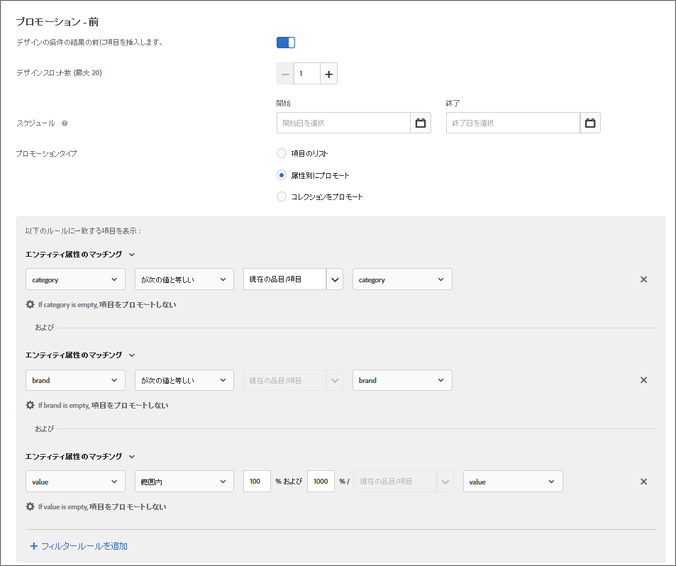 プロモーション - 前
デザインの条件の結果の前に項目を挿入します。
デザインスロット数 (最大 20)
1
開始
終了
スケジュール
開始日を選択
終了日を選択
プロモーションタイプ
項目のリスト
属性別にプロモート
コレクションをプロモート
以下のルールに一致する項目を表示 :
エンティティ属性のマッチング
category が次の値と等しい 現在の品目/項目 category
If category is empty, 項目をプロモートしない
および
エンティティ属性のマッチング
brand が次の値と等しい 現在の品目/項目 brand
If brand is empty, 項目をプロモートしない
および
エンティティ属性のマッチング
value 範囲内 100 % および 1000 % / 現在の品目/項目 value
If value is empty, 項目をプロモートしない
+ フィルタールールを追加